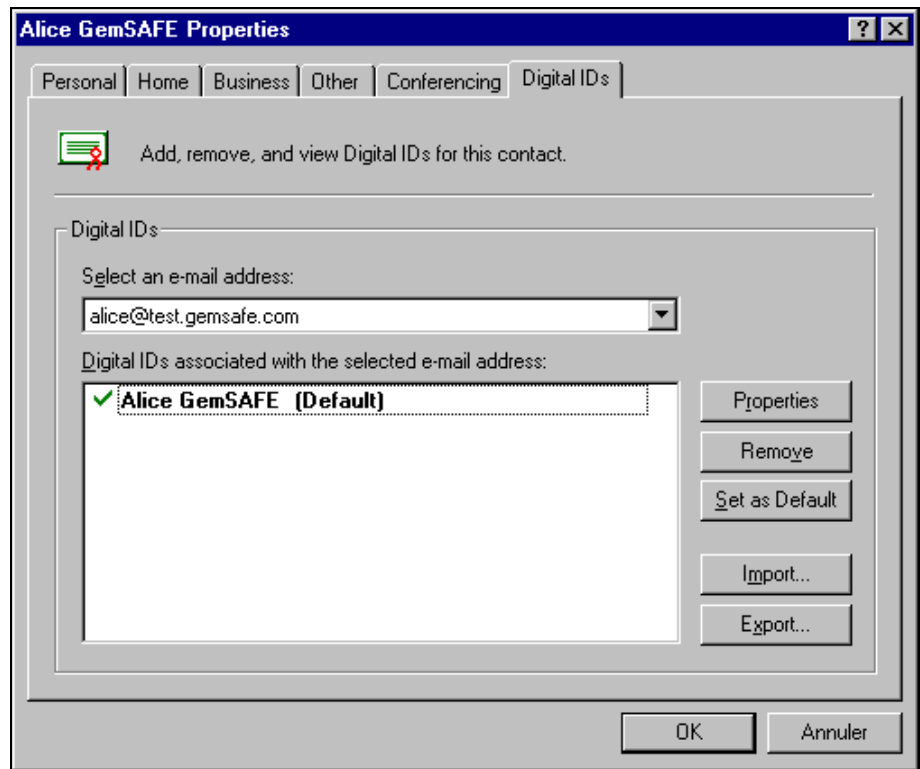 Alice GemSAFE Properties
Personal Home Business Other Conferencing Digital IDs
Add, remove, and view Digital IDs for this contact.
Digital IDs
Select an e-mail address:
alice@test.gemsafe.com
Digital IDs associated with the selected e-mail address:
Alice GemSAFE (Default)
Properties
Remove
Set as Default
Import...
Export...
OK Annuler